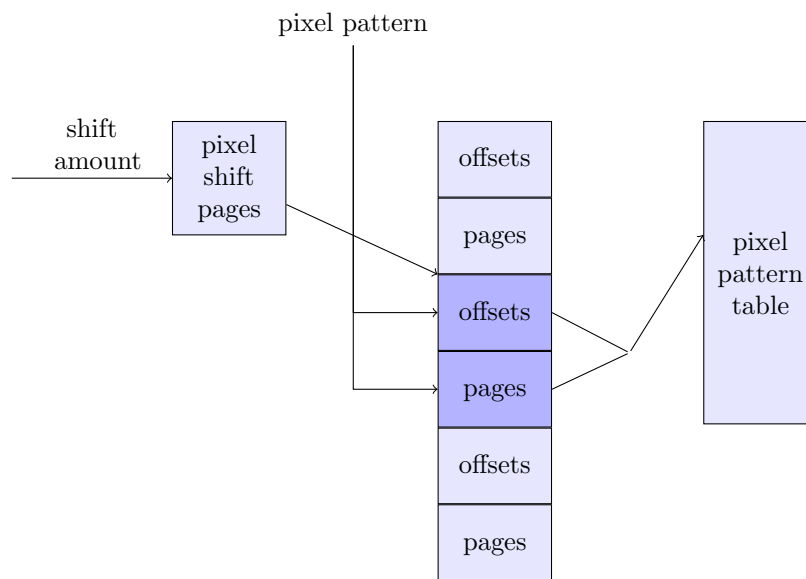 pixel pattern
shift
amount
pixel
shift
pages
offsets
pages
offsets
pages
offsets
pages
pixel
pattern
table